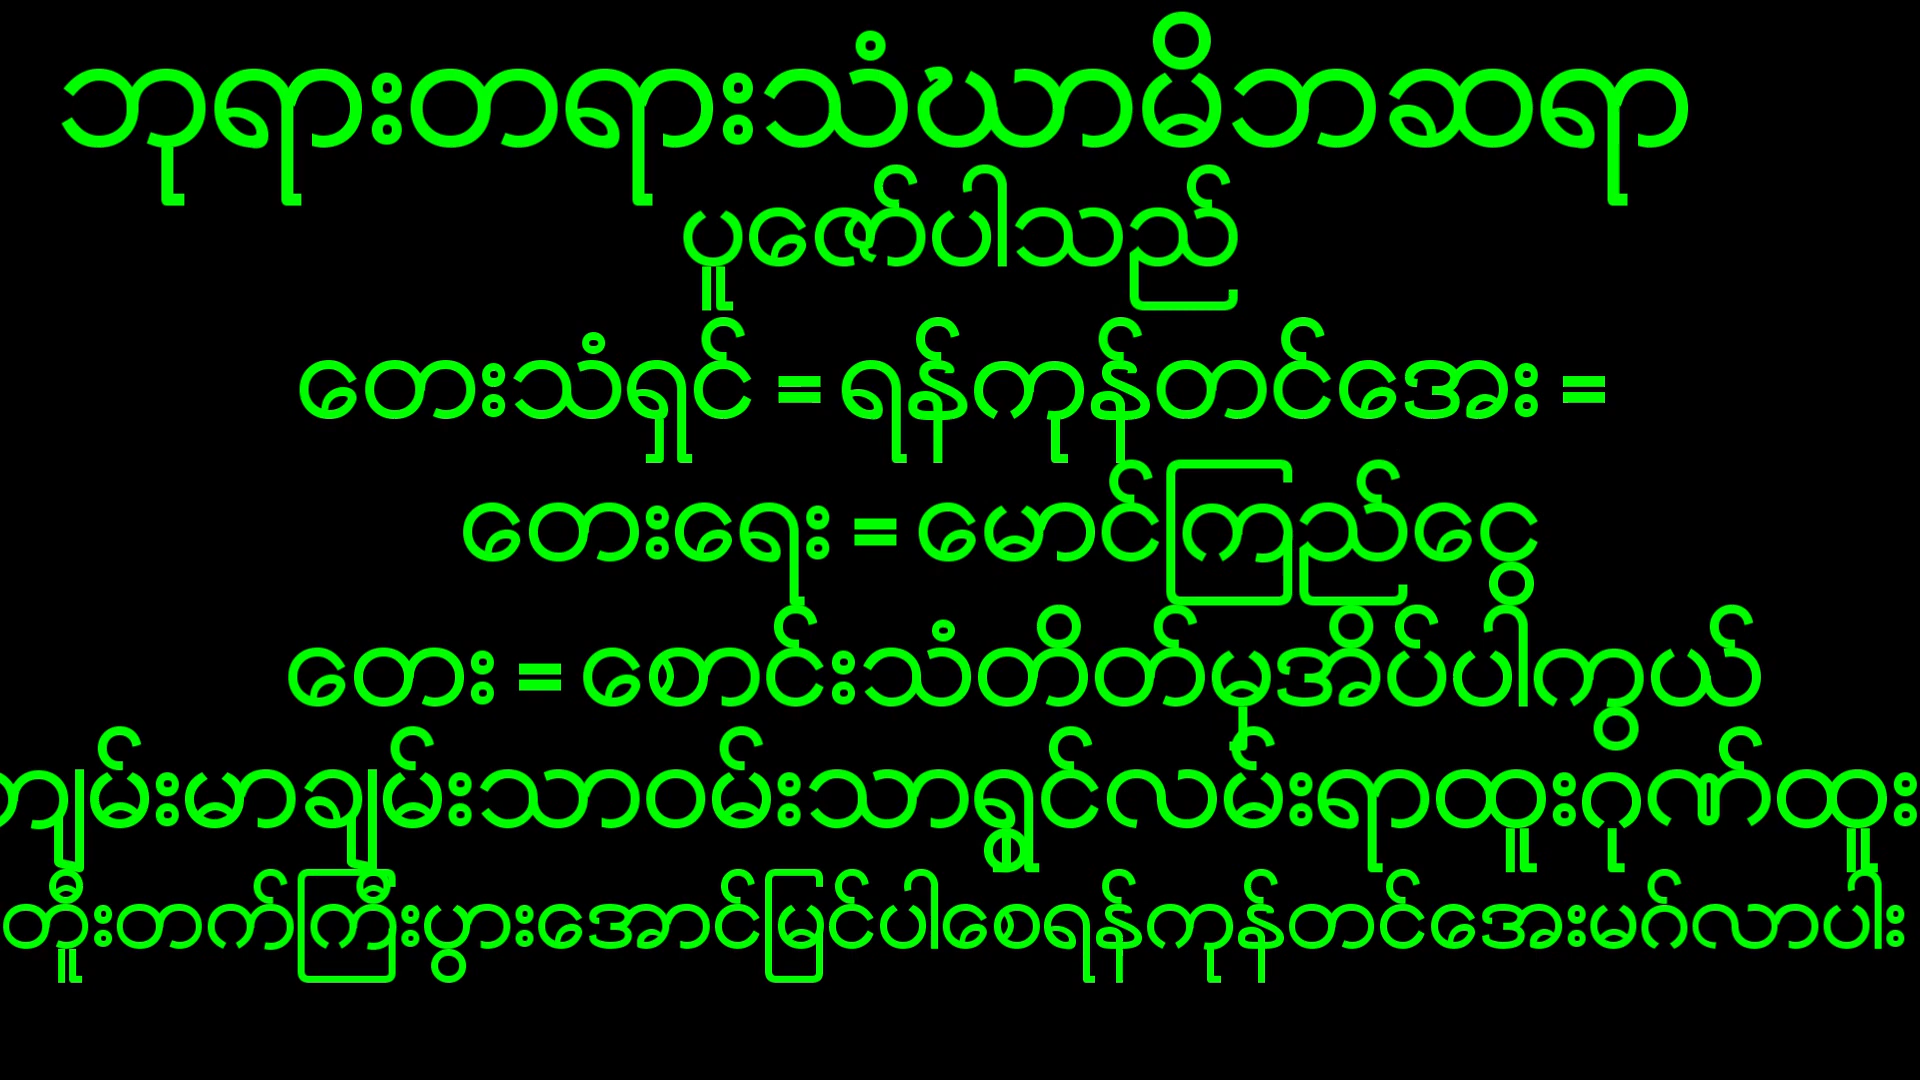 ဘုရားတရားသံဃာမိဘဆရာ
ပူဇော်ပါသည်
တေးသံရှင် = ရန်ကုန်တင်အေး =
တေးရေး = မောင်ကြည်ငွေ
တေး = စောင်းသံတိတ်မှအိပ်ပါကွယ်
ကျမ်းမာချမ်းသာဝမ်းသာရွှင်လမ်းရာထူးဂုဏ်ထူး
တိူးတက်ကြီးပွားအောင်မြင်ပါစေရန်ကုန်တင်အေးမဂ်လာပါး